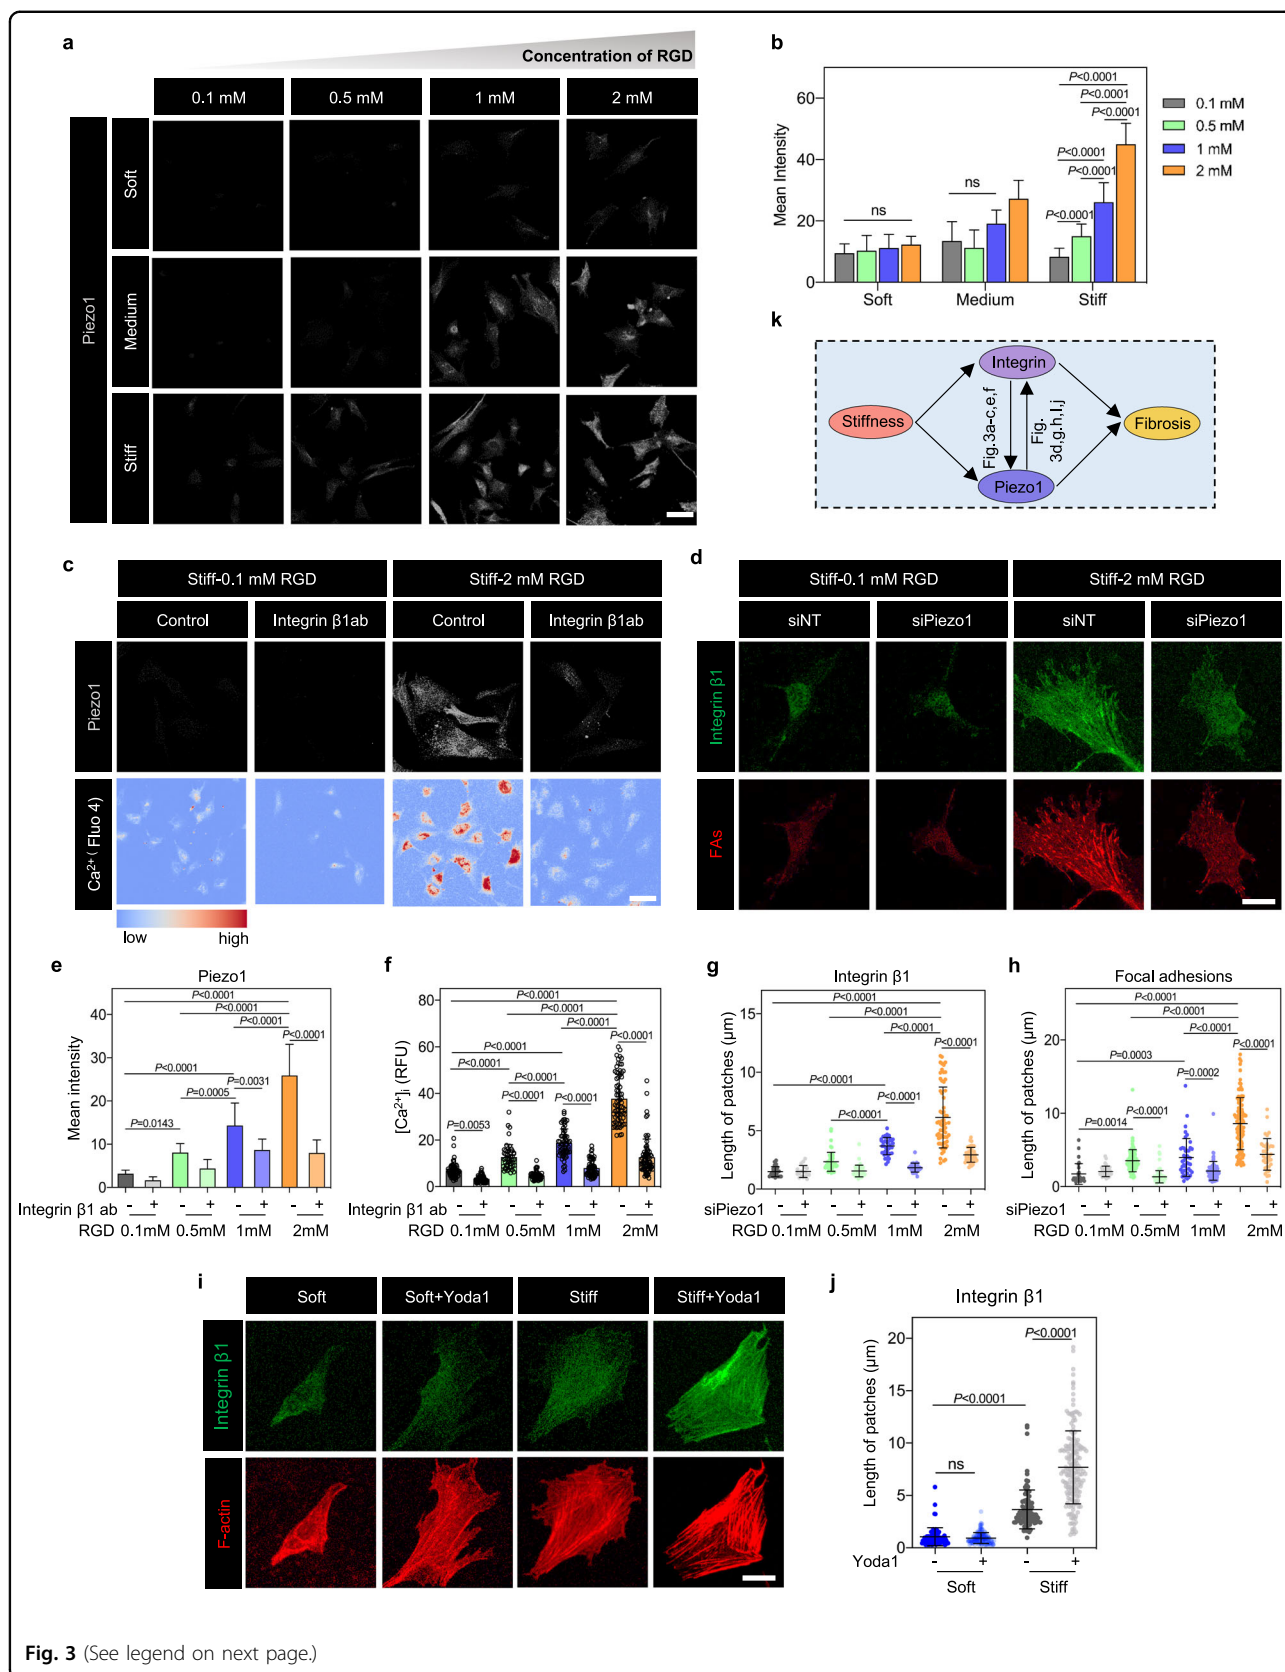 a
Concentration of RGD
0.1 mM 0.5 mM 1 mM 2 mM
Piezo1
Soft
Medium
Stiff
b
Mean Intensity
60
40
20
0
ns
ns
P<0.0001
P<0.0001
P<0.0001
P<0.0001
P<0.0001
P<0.0001
Soft Medium Stiff
0.1 mM
0.5 mM
1 mM
2 mM
k
Integrin
Stiffness
Fig.3a-c,e,f
Fig.
3d,g,h,I,j
Fibrosis
Piezo1
c
Stiff-0.1 mM RGD Stiff-2 mM RGD
Control Integrin β1ab Control Integrin β1ab
Piezo1
Ca2+( Fluo 4)
low high
d
Stiff-0.1 mM RGD Stiff-2 mM RGD
siNT siPiezo1 siNT siPiezo1
Integrin β1
FAs
e
Piezo1
Mean intensity
40
30
20
10
0
P<0.0001
P<0.0001
P<0.0001
P<0.0001
P<0.0001
P=0.0031
P=0.0005
P=0.0143
Integrin β1 ab - + - + - + - +
RGD 0.1mM 0.5mM 1mM 2mM
f
[Ca2+]i (RFU)
80
60
40
20
0
P<0.0001
P<0.0001
P<0.0001
P<0.0001
P<0.0001
P<0.0001
P<0.0001
P<0.0001
P<0.0001
P=0.0053
Integrin β1 ab - + - + - + - +
RGD 0.1mM 0.5mM 1mM 2mM
g
Integrin β1
Length of patches (μm)
15
10
5
0
P<0.0001
P<0.0001
P<0.0001
P<0.0001
P<0.0001
P<0.0001
P<0.0001
siPiezo1 - + - + - + - +
RGD 0.1mM 0.5mM 1mM 2mM
h
Focal adhesions
Length of patches (μm)
20
10
0
P<0.0001
P<0.0001
P<0.0001
P<0.0001
P=0.0003
P=0.0002
P=0.0014
P<0.0001
siPiezo1 - + - + - + - +
RGD 0.1mM 0.5mM 1mM 2mM
i
Soft Soft+Yoda1 Stiff Stiff+Yoda1
Integrin β1
F-actin
j
Integrin β1
Length of patches (μm)
20
15
10
5
0
P<0.0001
P<0.0001
ns
Yoda1 - + - +
Soft Stiff
Fig. 3 (See legend on next page.)